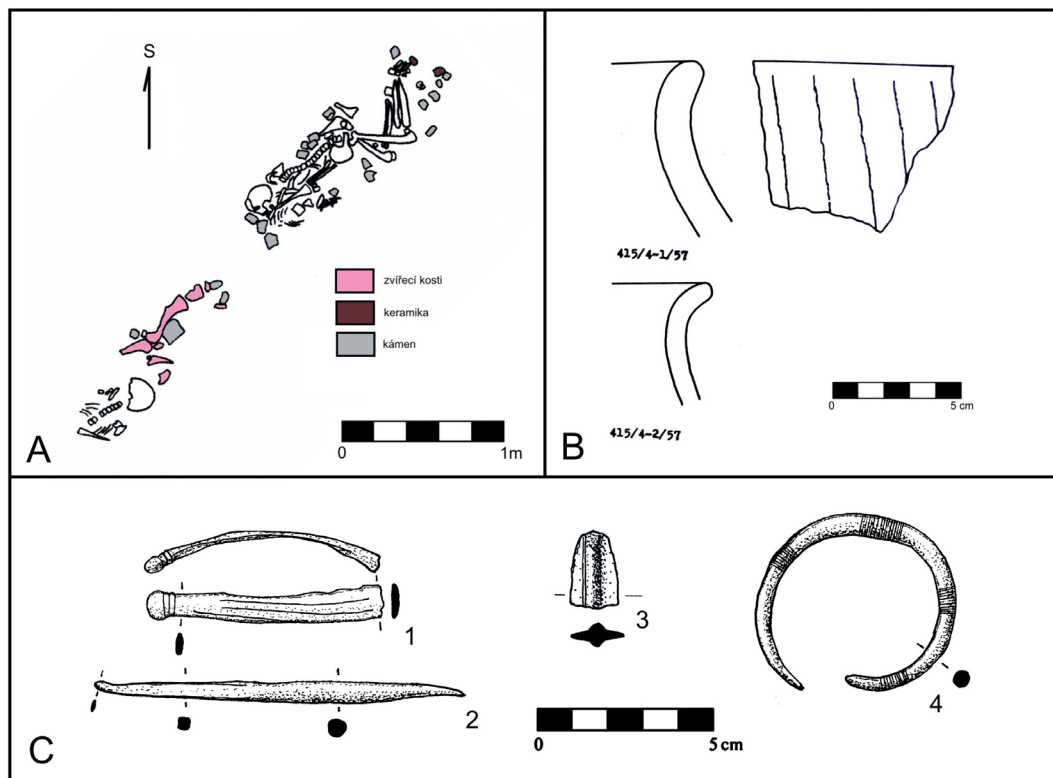 S
zvířecí kosti
keramika
kámen
0 1m
A
415/4-1/57
415/4-2/57
0 5 cm
B
1
2
3
4
0 5 cm
C